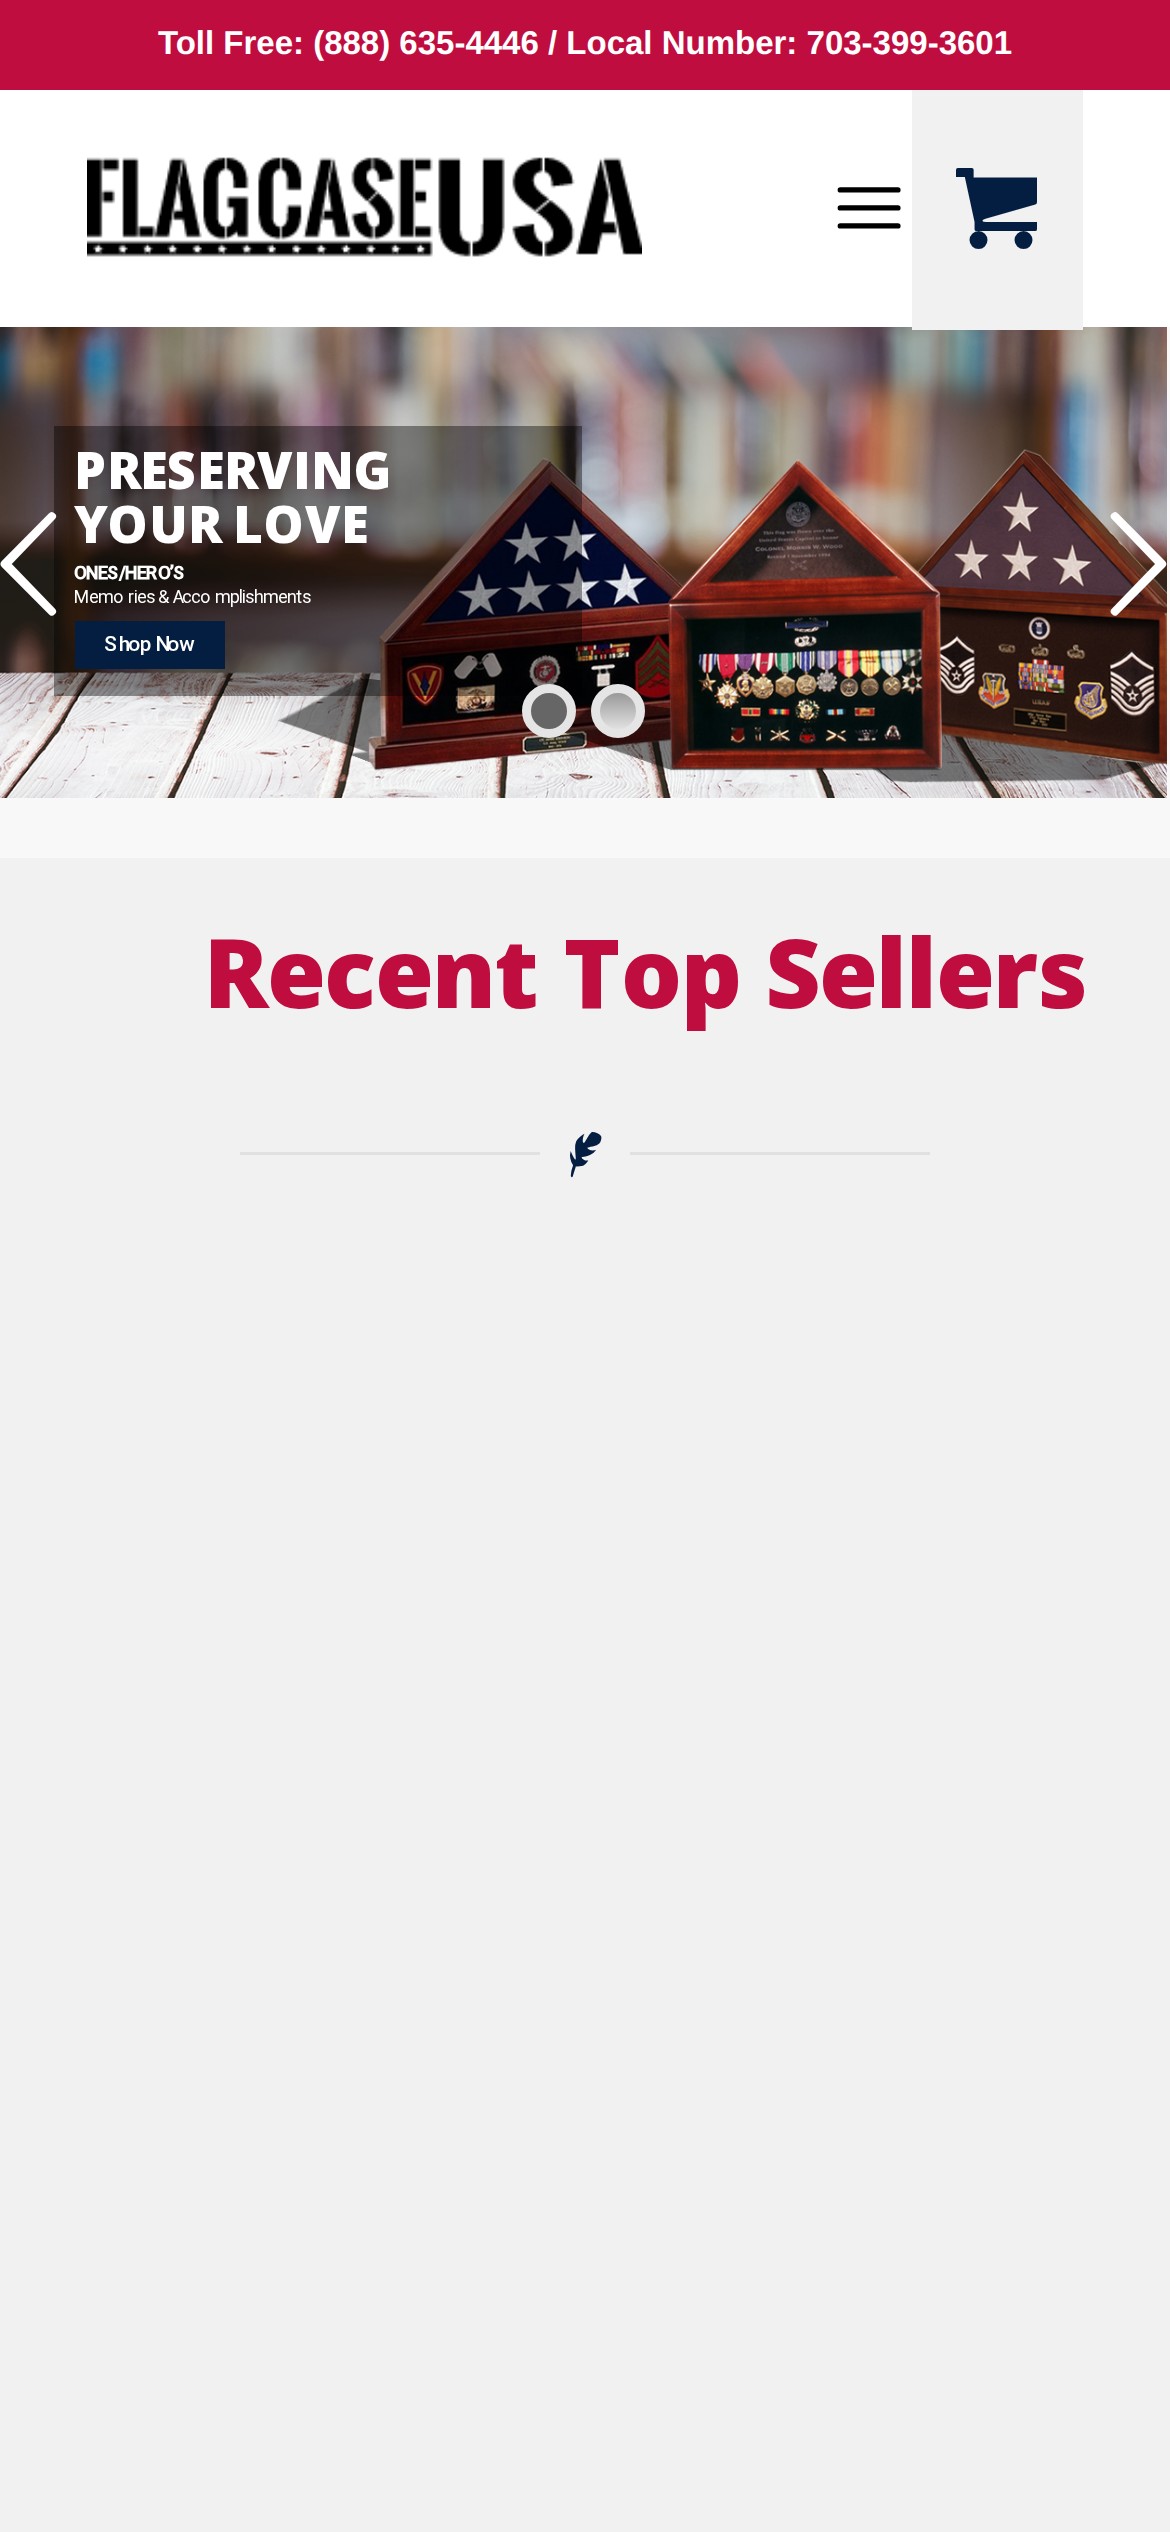 Toll Free: (888) 635-4446 / Local Number: 703-399-3601
FLAGCASEUSA
PRESERVING
YOUR LOVE
ONES/HERO'S
Memo ries & Acco mplishments
Shop Now
Recent Top Sellers